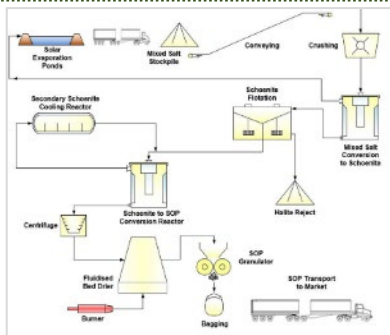 Solar
Evaporation
Ponds
Mixed Salt
Stockpile
Conveying
Crushing
Secondary Schoenite
Cooling Reactor
Schoenite
Flotation
Mixed Salt
Conversion
to Schoenite
Halite Reject
Schoenite to SOP
Conversion Reactor
Centrifuge
Fluidised
Bed Drier
SOP
Granulator
SOP Transport
to Market
Burner
Bagging